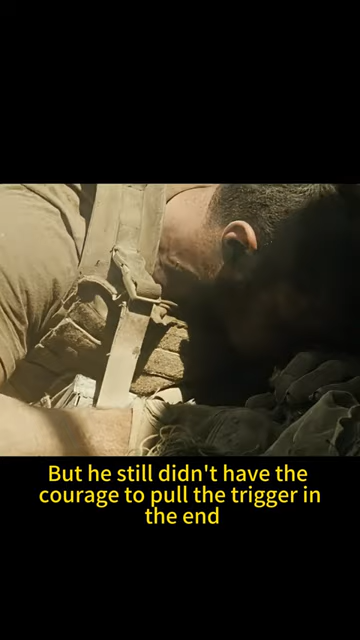 But he still didn't have the
courage to pull the trigger in
the end